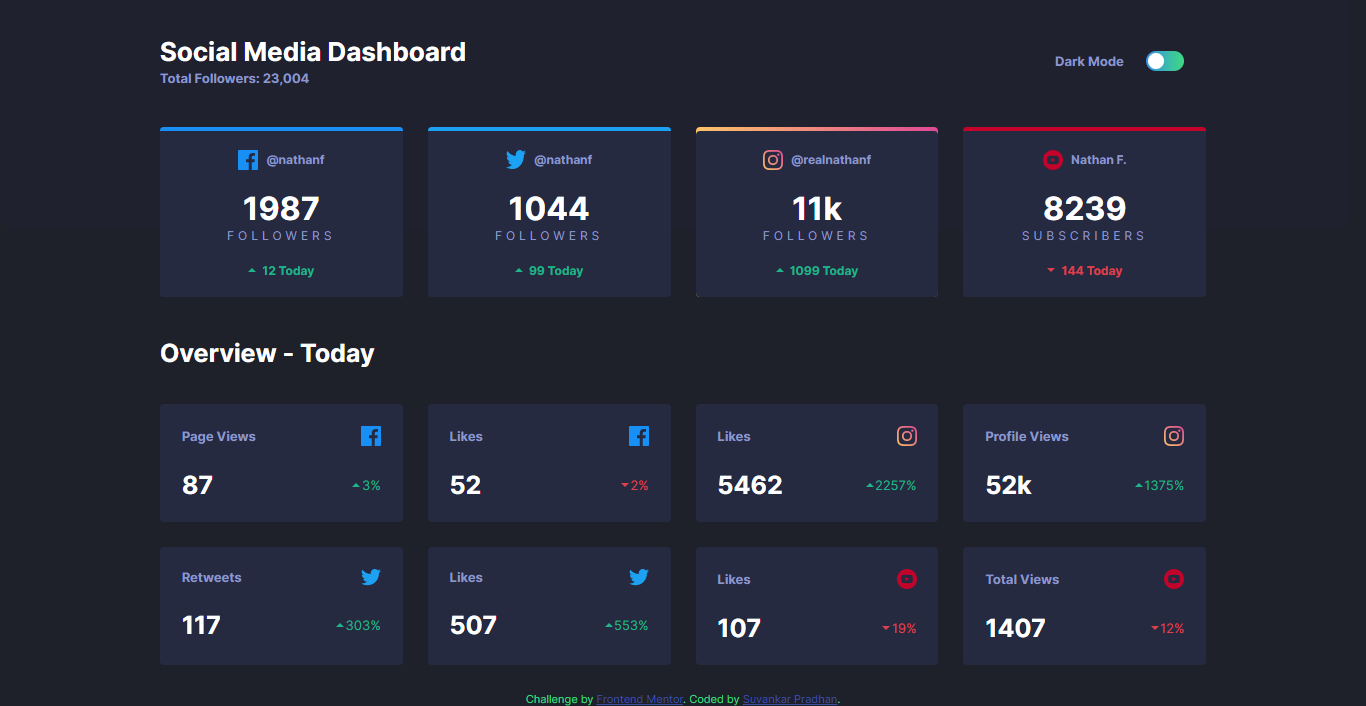 Social Media Dashboard
Total Followers: 23,004
Dark Mode
@nathanf
1987
FOLLOWERS
12 Today
@nathanf
1044
FOLLOWERS
99 Today
@realnathanf
11k
FOLLOWERS
1099 Today
Nathan F.
8239
SUBSCRIBERS
144 Today
Overview - Today
Page Views
87
3%
Likes
52
2%
Likes
5462
2257%
Profile Views
52k
1375%
Retweets
117
303%
Likes
507
553%
Likes
107
19%
Total Views
1407
12%
Challenge by Frontend Mentor. Coded by Suvankar Pradhan.